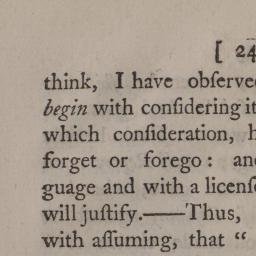 [ 24
think, I have obſerve
begin with conſidering it
which conſideration, h
forget or forego : an
guage and with a licenſ
will juſtify.——Thus,
with aſſuming, that “